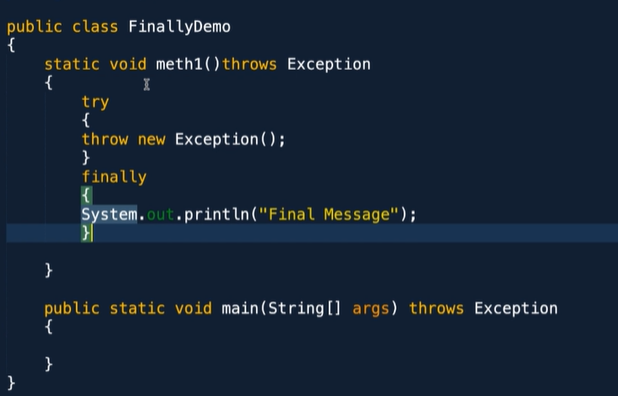 public class FinallyDemo
{
static void meth1()throws Exception
{
try
{
throw new Exception();
}
finally
{
System.out.println("Final Message");
}
}
public static void main(String[] args) throws Exception
{
}
}